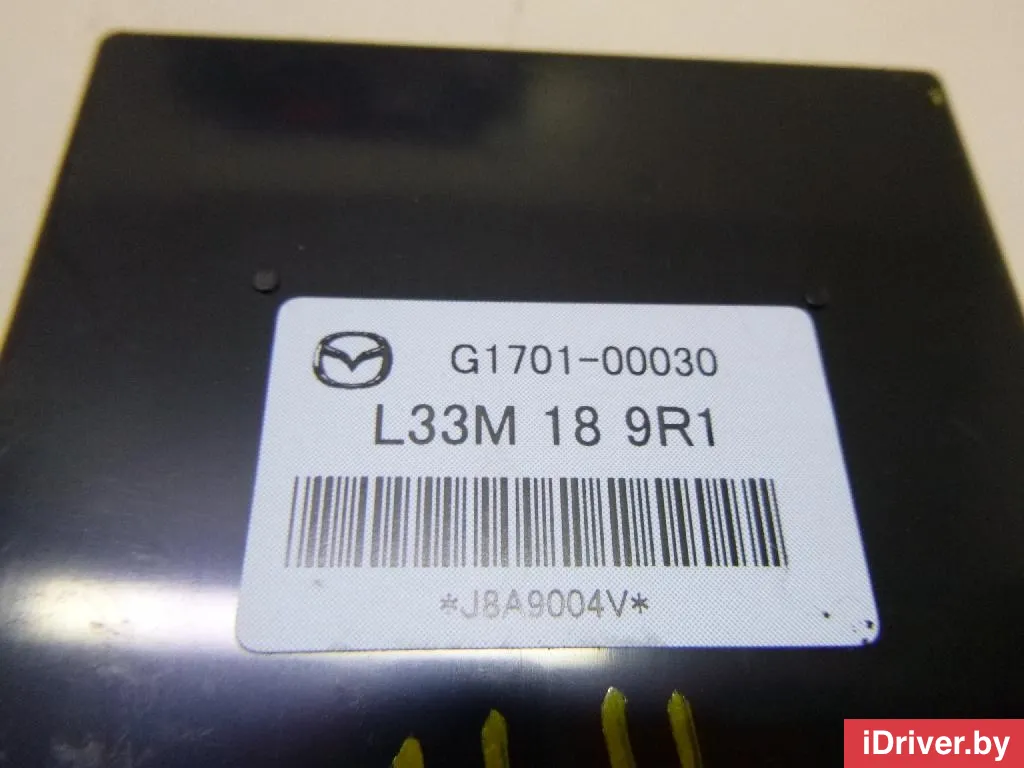 G1701-00030
L33M 18 9R1
*J8A9004V*
iDriver.by